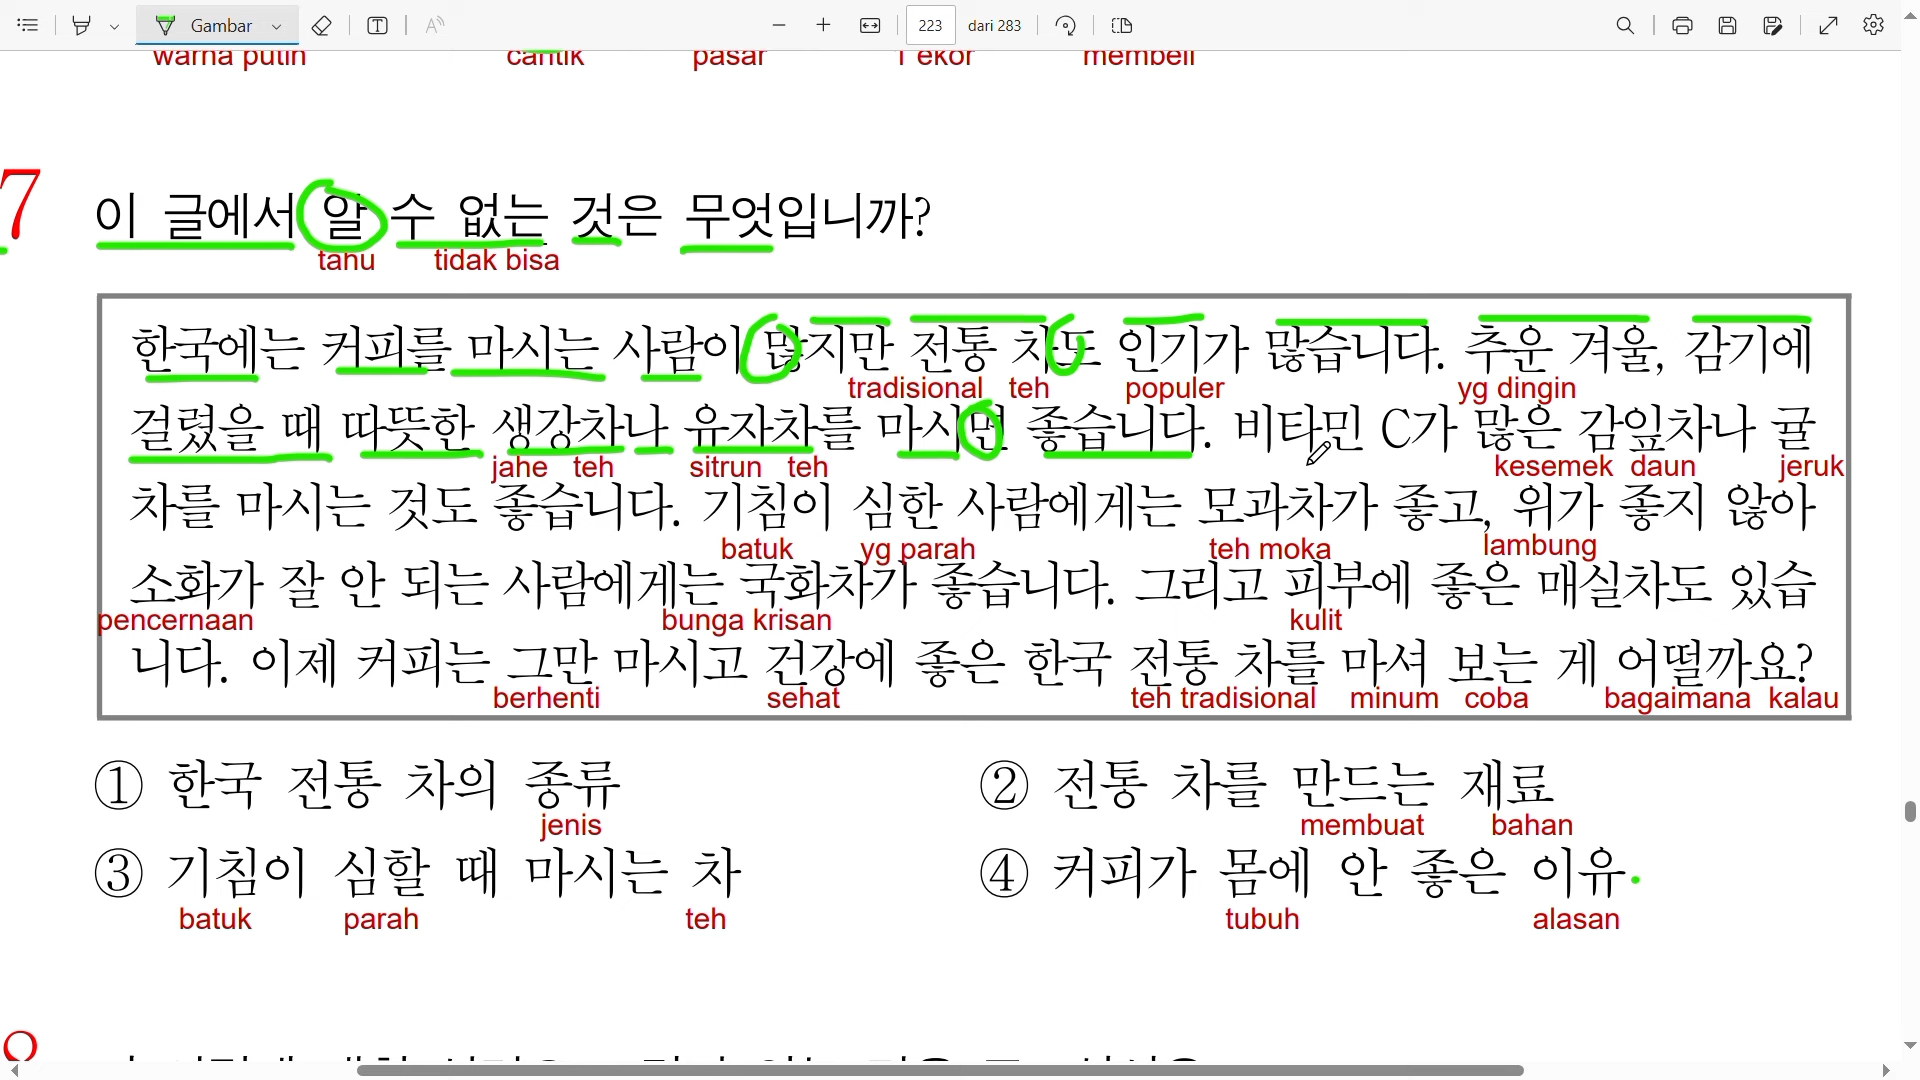 Gambar
223 dari 283
warna putih cantik pasar 1 ekor membeli
7 이 글에서 알 수 없는 것은 무엇입니까?
tahu tidak bisa
한국에는 커피를 마시는 사람이 많지만 전통 차도 인기가 많습니다. 추운 겨울, 감기에
tradisional teh populer yg dingin
걸렸을 때 따뜻한 생강차나 유자차를 마시면 좋습니다. 비타민 C가 많은 감잎차나 귤
jahe teh sitrun teh kesemek daun jeruk
차를 마시는 것도 좋습니다. 기침이 심한 사람에게는 모과차가 좋고, 위가 좋지 않아
batuk yg parah teh moka lambung
소화가 잘 안 되는 사람에게는 국화차가 좋습니다. 그리고 피부에 좋은 매실차도 있습
pencernaan bunga krisan kulit
니다. 이제 커피는 그만 마시고 건강에 좋은 한국 전통 차를 마셔 보는 게 어떨까요?
berhenti sehat teh tradisional minum coba bagaimana kalau
① 한국 전통 차의 종류 ② 전통 차를 만드는 재료
jenis membuat bahan
③ 기침이 심할 때 마시는 차 ④ 커피가 몸에 안 좋은 이유
batuk parah teh tubuh alasan